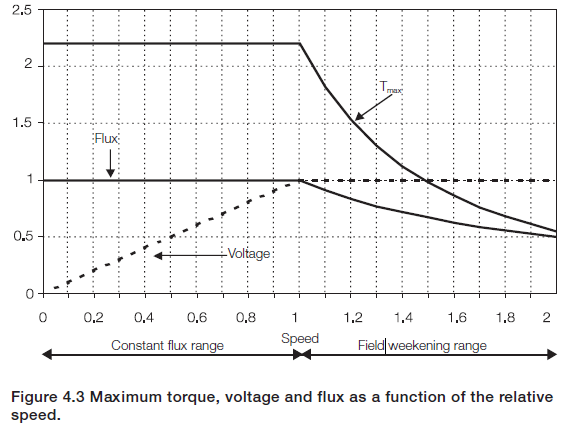 2.5
2
Tmax
1.5
Flux
1
0.5
Voltage
0
0 0.2 0.4 0.6 0.8 1 1.2 1.4 1.6 1.8 2
Speed
Constant flux range Field weekening range
Figure 4.3 Maximum torque, voltage and flux as a function of the relative
speed.